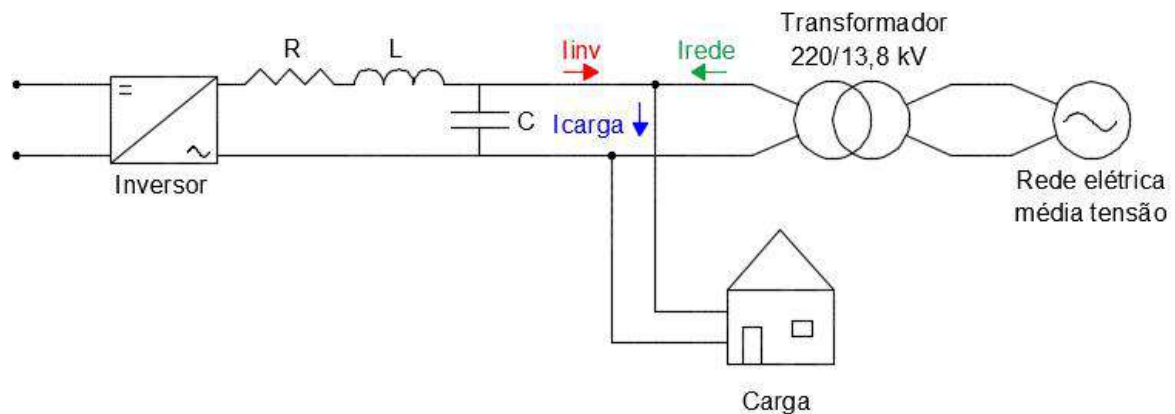 Transformador
220/13,8 kV
R
L
Iinv
Irede
=
C
Icarga
~
Inversor
Rede elétrica
média tensão
Carga